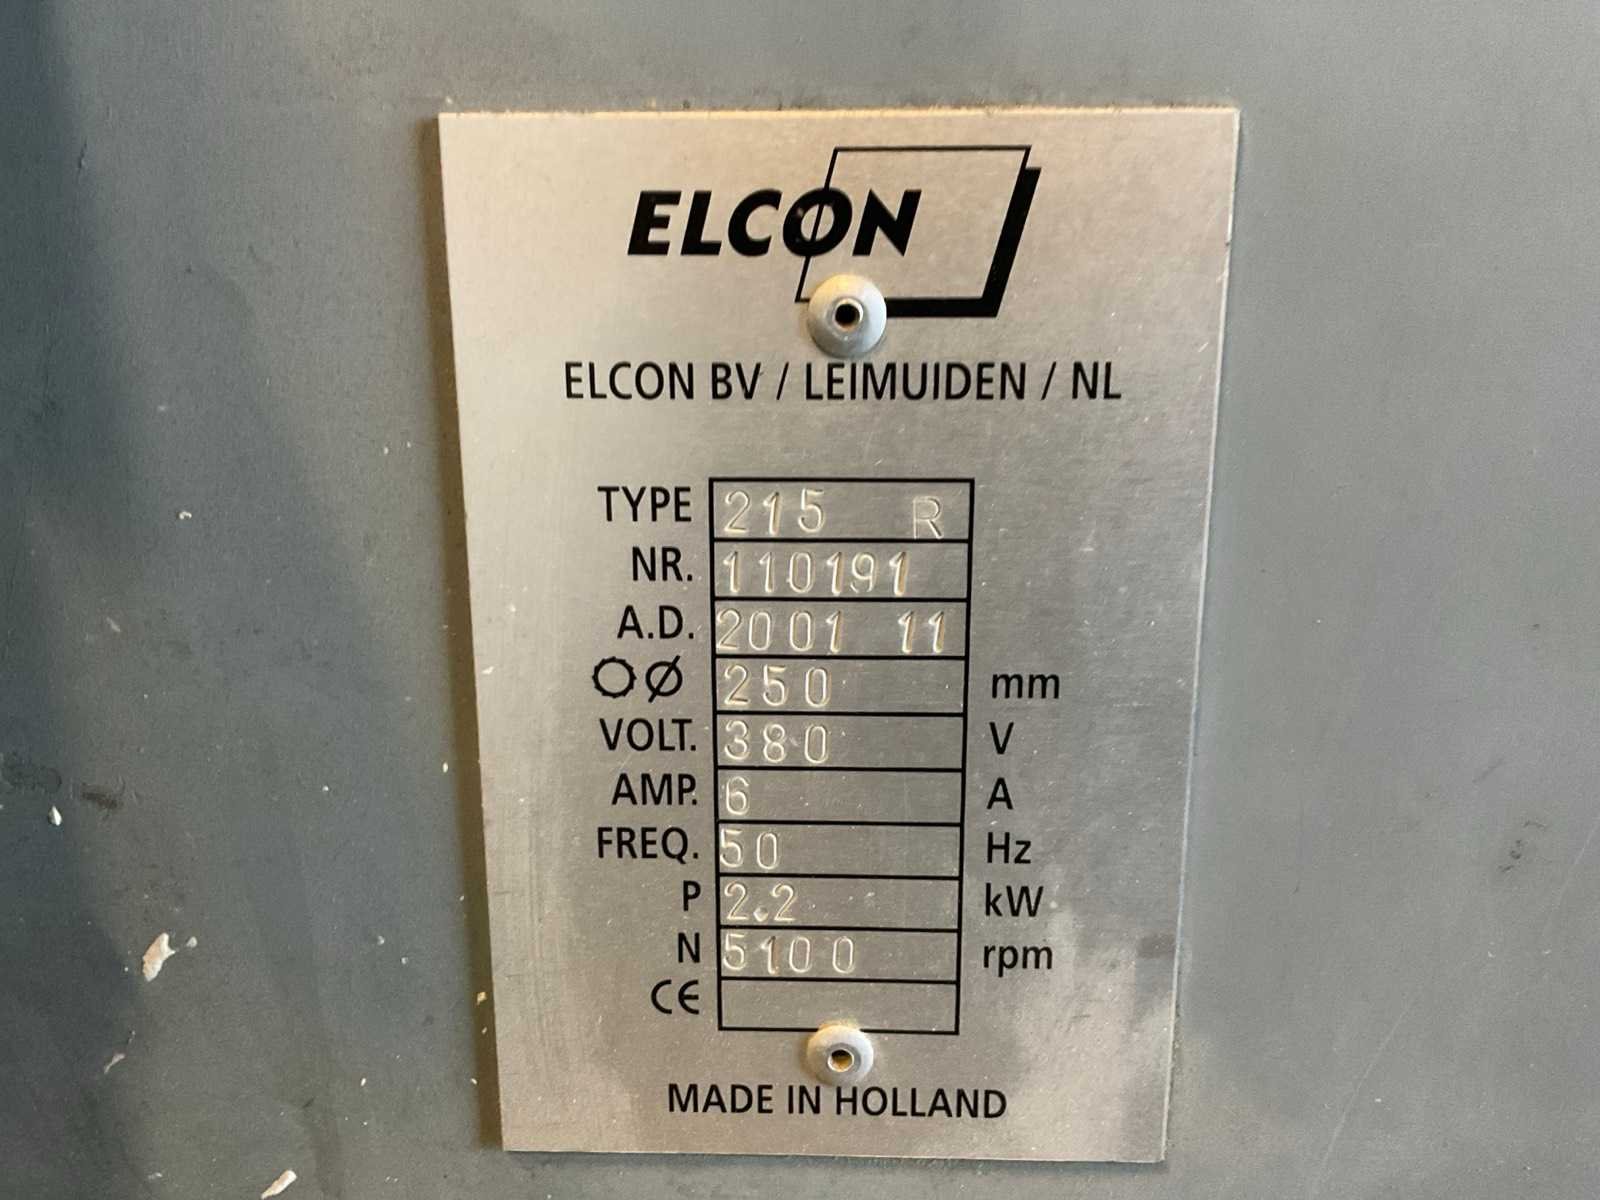 ELCON
ELCON BV / LEIMUIDEN / NL
TYPE 215 R
NR. 110191
A.D. 2001 11
Ø 250 mm
VOLT. 380 V
AMP. 6 A
FREQ. 50 Hz
P 2.2 kW
N 5100 rpm
CE
MADE IN HOLLAND